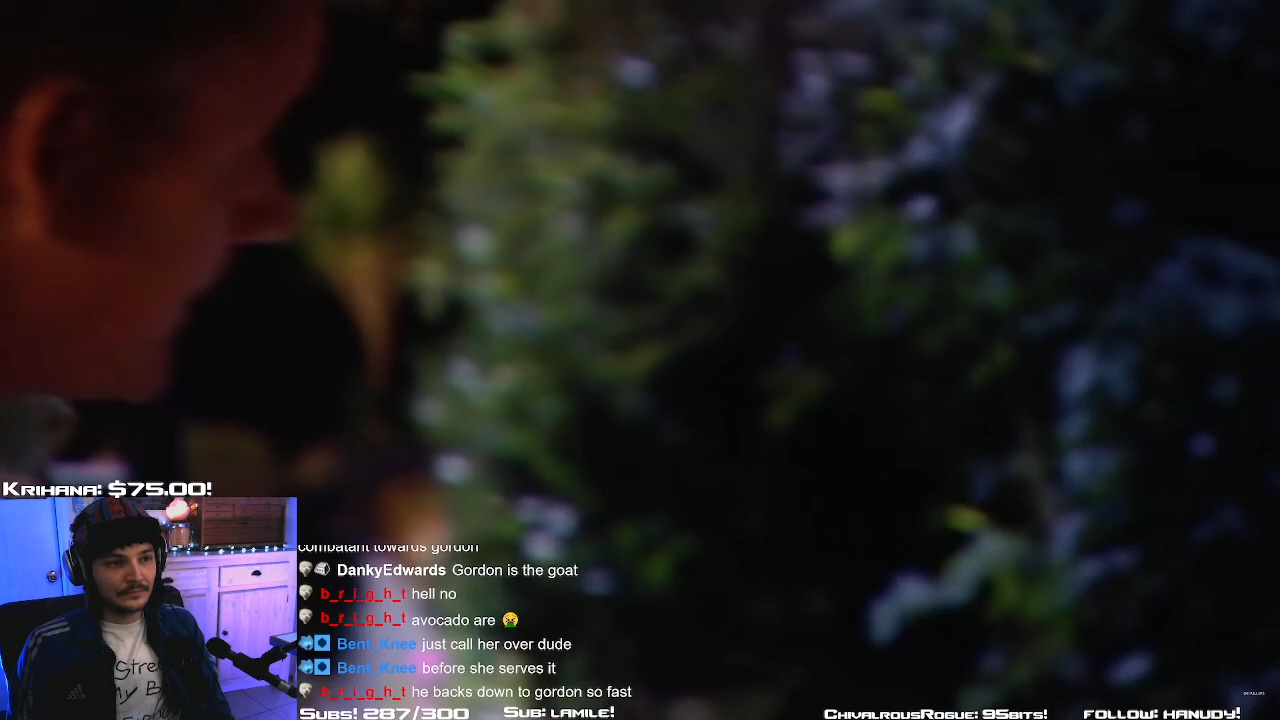 Krihana: $75.00!
combatant towards gordon
DankyEdwards Gordon is the goat
b_r_i_g_h_t hell no
b_r_i_g_h_t avocado are 🤮
Bent_Knee just call her over dude
Bent_Knee before she serves it
b_r_i_g_h_t he backs down to gordon so fast
Stre
My B
Subs! 287/300
Sub: lamile!
ChivalrousRogue: 95bits!
follow: hanudy!